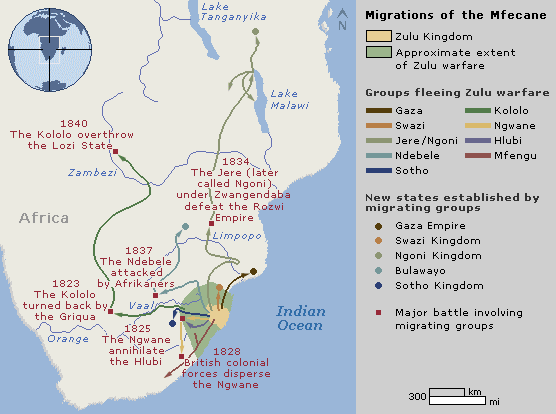 Lake
Tanganyika
N
Lake
Malawi
1840
The Kololo overthrow
the Lozi State
Zambezi
1834
The Jere (later
called Ngoni)
under Zwangendaba
defeat the Rozwi
Empire
Africa
Limpopo
1837
The Ndebele
attacked
by Afrikaners
1823
The Kololo
turned back by
the Griqua
Vaal
Orange
1825
The Ngwane
annihilate
the Hlubi
1828
British colonial
forces disperse
the Ngwane
Indian
Ocean
Migrations of the Mfecane
Zulu Kingdom
Approximate extent
of Zulu warfare
Groups fleeing Zulu warfare
Gaza
Swazi
Jere/Ngoni
Ndebele
Sotho
Kololo
Ngwane
Hlubi
Mfengu
New states established by
migrating groups
Gaza Empire
Swazi Kingdom
Ngoni Kingdom
Bulawayo
Sotho Kingdom
Major battle involving
migrating groups
300
km
mi